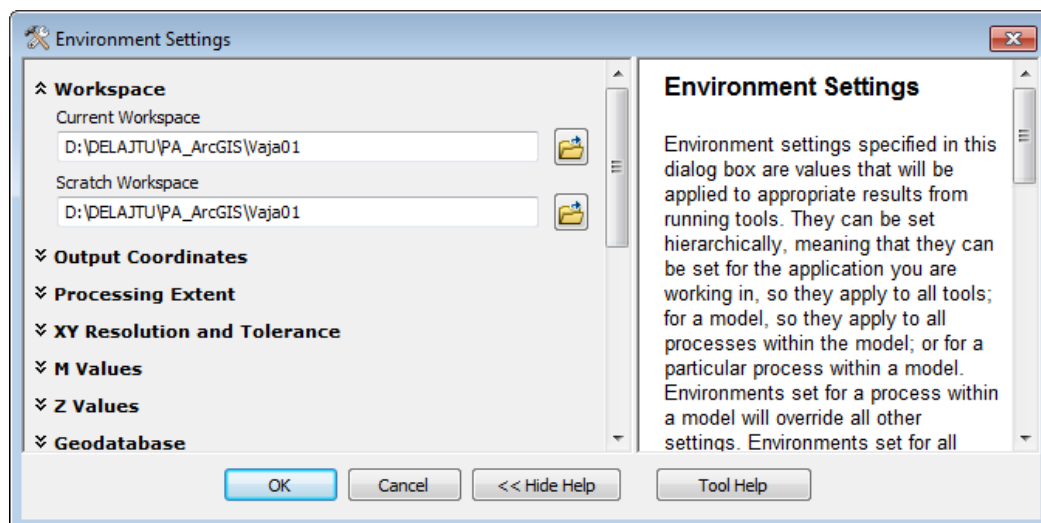 Environment Settings
Workspace
Current Workspace
D:\DELAJTU\PA_ArcGIS\Vaja01
Scratch Workspace
D:\DELAJTU\PA_ArcGIS\Vaja01
Output Coordinates
Processing Extent
XY Resolution and Tolerance
M Values
Z Values
Geodatabase
Environment Settings
Environment settings specified in this
dialog box are values that will be
applied to appropriate results from
running tools. They can be set
hierarchically, meaning that they can
be set for the application you are
working in, so they apply to all tools;
for a model, so they apply to all
processes within the model; or for a
particular process within a model.
Environments set for a process within
a model will override all other
settings. Environments set for all
OK
Cancel
<< Hide Help
Tool Help